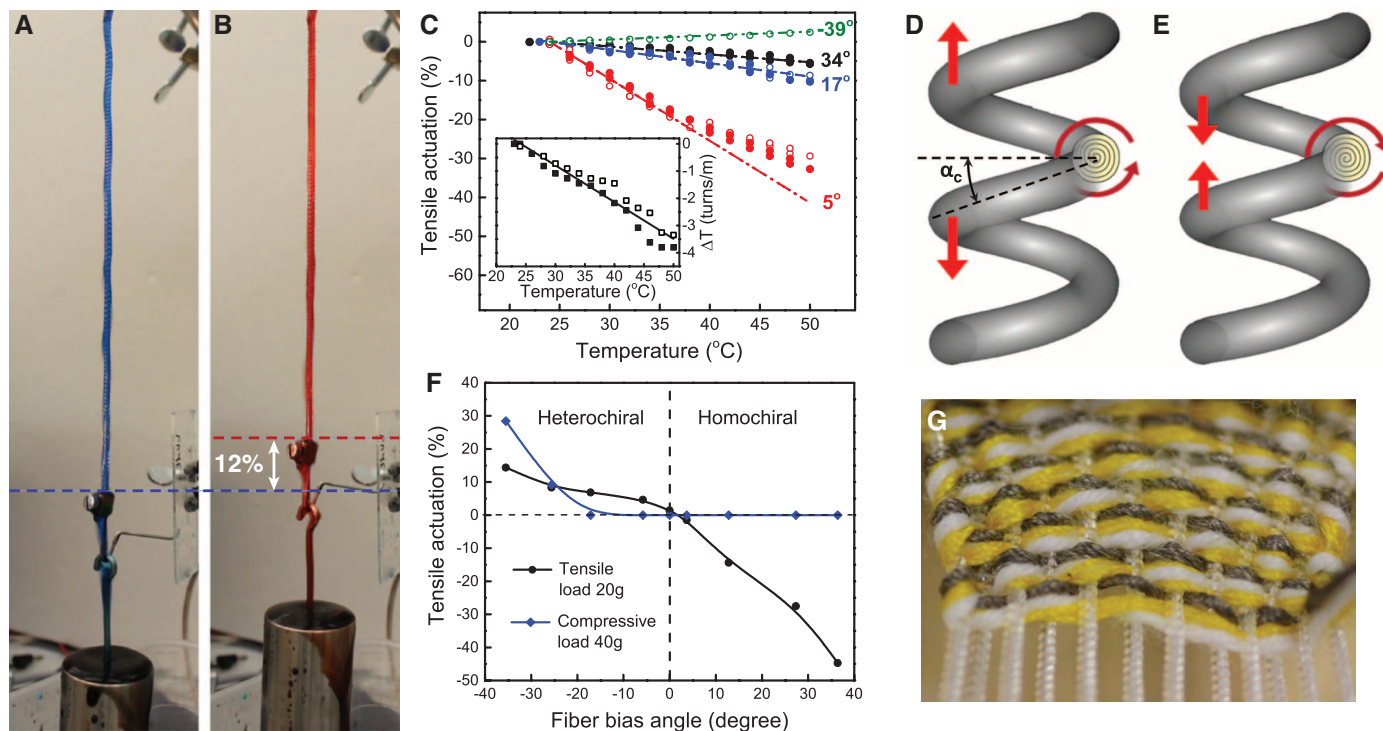 A
B
12%
C
Tensile actuation (%)
0
-10
-20
-30
-40
-50
-60
20
25
30
35
40
45
50
Temperature (°C)
-39°
34°
17°
5°
0
-1
-2
-3
-4
ΔT (turns/m)
25
30
35
40
45
50
Temperature (°C)
D
αc
E
F
Tensile actuation (%)
40
30
20
10
0
-10
-20
-30
-40
-50
Heterochiral
Homochiral
Tensile
load 20g
Compressive
load 40g
-40
-30
-20
-10
0
10
20
30
40
Fiber bias angle (degree)
G